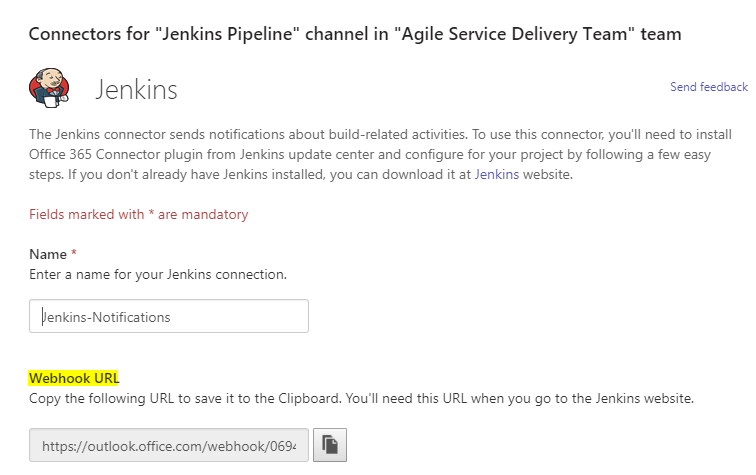 Connectors for "Jenkins Pipeline" channel in "Agile Service Delivery Team" team
Jenkins
Send feedback
The Jenkins connector sends notifications about build-related activities. To use this connector, you'll need to install
Office 365 Connector plugin from Jenkins update center and configure for your project by following a few easy
steps. If you don't already have Jenkins installed, you can download it at Jenkins website.
Fields marked with * are mandatory
Name *
Enter a name for your Jenkins connection.
Jenkins-Notifications
Webhook URL
Copy the following URL to save it to the Clipboard. You'll need this URL when you go to the Jenkins website.
https://outlook.office.com/webhook/0694